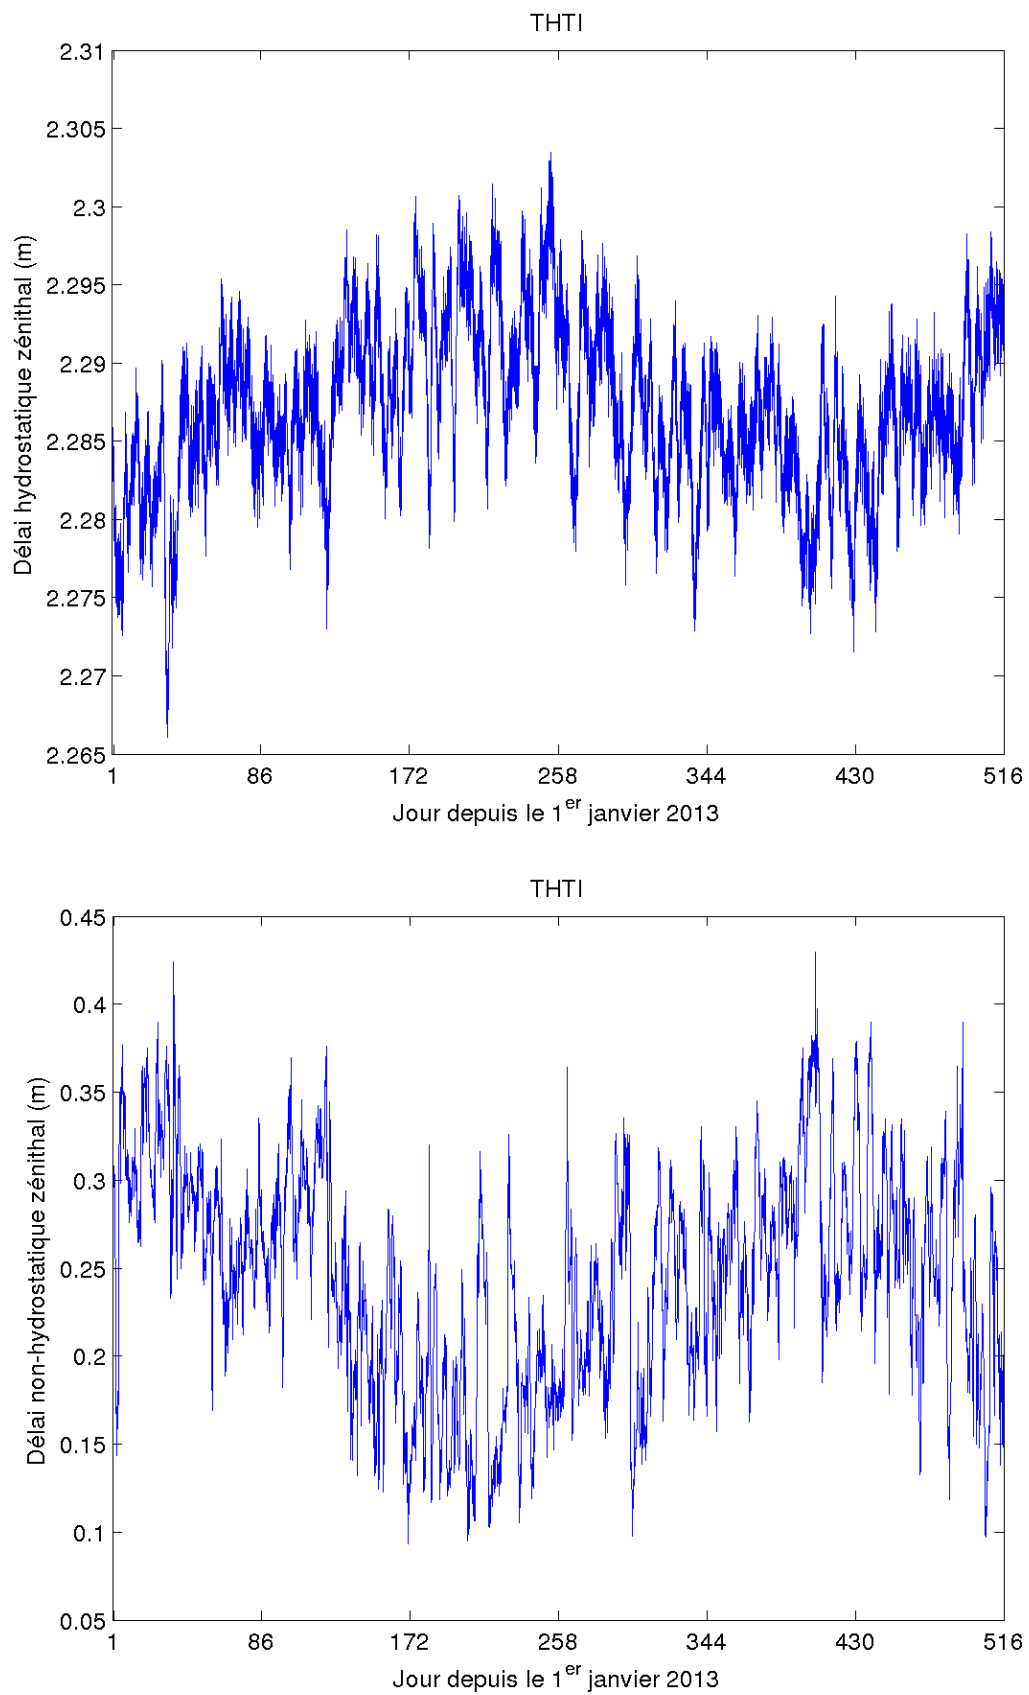 THTI
2.31
2.305
2.3
2.295
2.29
2.285
2.28
2.275
2.27
2.265
Délai hydrostatique zénithal (m)
1 86 172 258 344 430 516
Jour depuis le 1er janvier 2013
THTI
0.45
0.4
0.35
0.3
0.25
0.2
0.15
0.1
0.05
Délai non-hydrostatique zénithal (m)
1 86 172 258 344 430 516
Jour depuis le 1er janvier 2013